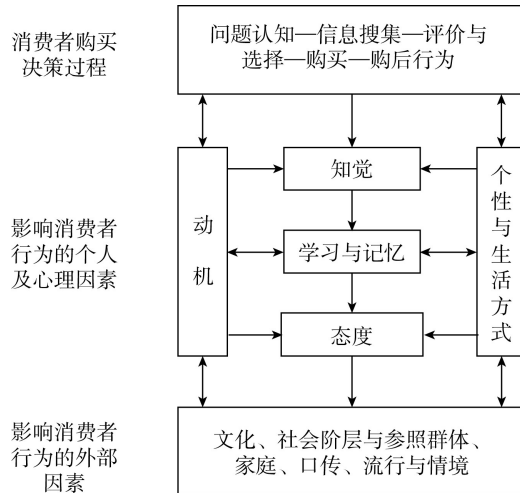 消费者购买
决策过程
问题认知—信息搜集—评价与
选择—购买—购后行为
影响消费者
行为的个人
及心理因素
动
机
知觉
学习与记忆
态度
个
性
与
生
活
方
式
影响消费者
行为的外部
因素
文化、社会阶层与参照群体、
家庭、口传、流行与情境